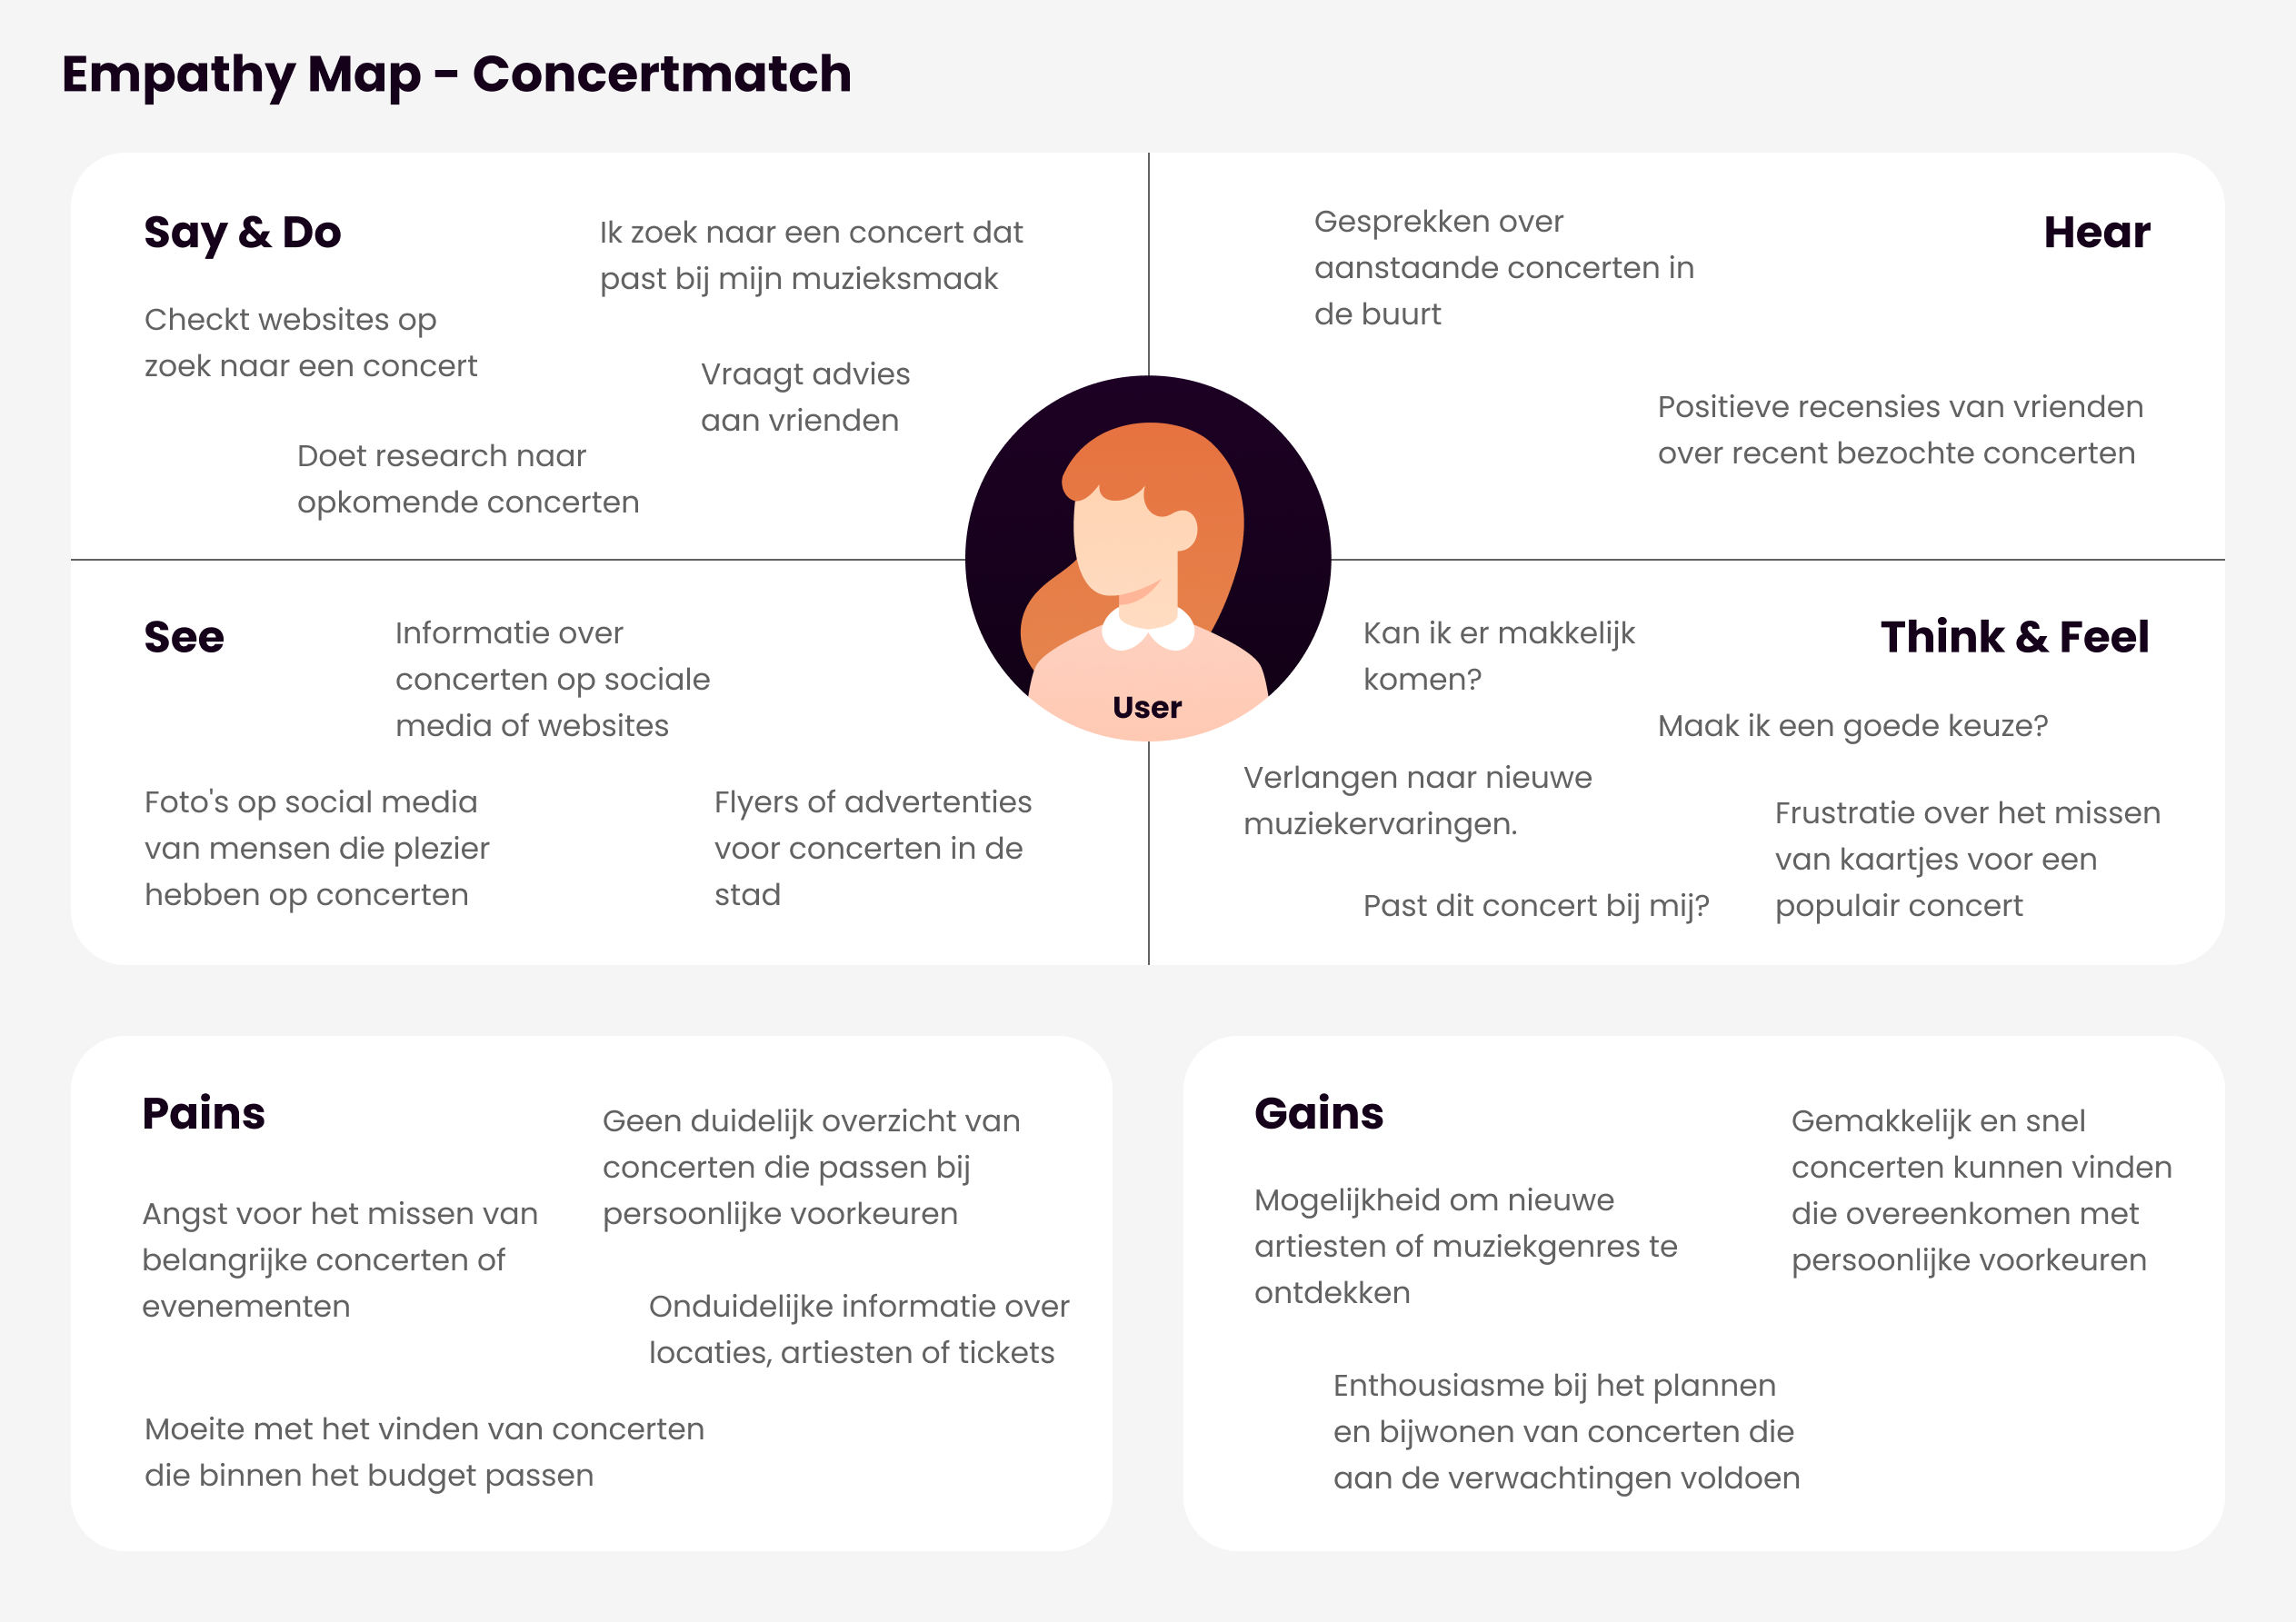 Empathy Map - Concertmatch
Say & Do
Ik zoek naar een concert dat
past bij mijn muzieksmaak
Checkt websites op
zoek naar een concert
Vraagt advies
aan vrienden
Doet research naar
opkomende concerten
Hear
Gesprekken over
aanstaande concerten in
de buurt
Positieve recensies van vrienden
over recent bezochte concerten
User
See
Informatie over
concerten op sociale
media of websites
Foto's op social media
van mensen die plezier
hebben op concerten
Flyers of advertenties
voor concerten in de
stad
Think & Feel
Kan ik er makkelijk
komen?
Maak ik een goede keuze?
Verlangen naar nieuwe
muziekervaringen.
Frustratie over het missen
van kaartjes voor een
populair concert
Past dit concert bij mij?
Pains
Geen duidelijk overzicht van
concerten die passen bij
persoonlijke voorkeuren
Angst voor het missen van
belangrijke concerten of
evenementen
Onduidelijke informatie over
locaties, artiesten of tickets
Moeite met het vinden van concerten
die binnen het budget passen
Gains
Gemakkelijk en snel
concerten kunnen vinden
die overeenkomen met
persoonlijke voorkeuren
Mogelijkheid om nieuwe
artiesten of muziekgenres te
ontdekken
Enthousiasme bij het plannen
en bijwonen van concerten die
aan de verwachtingen voldoen